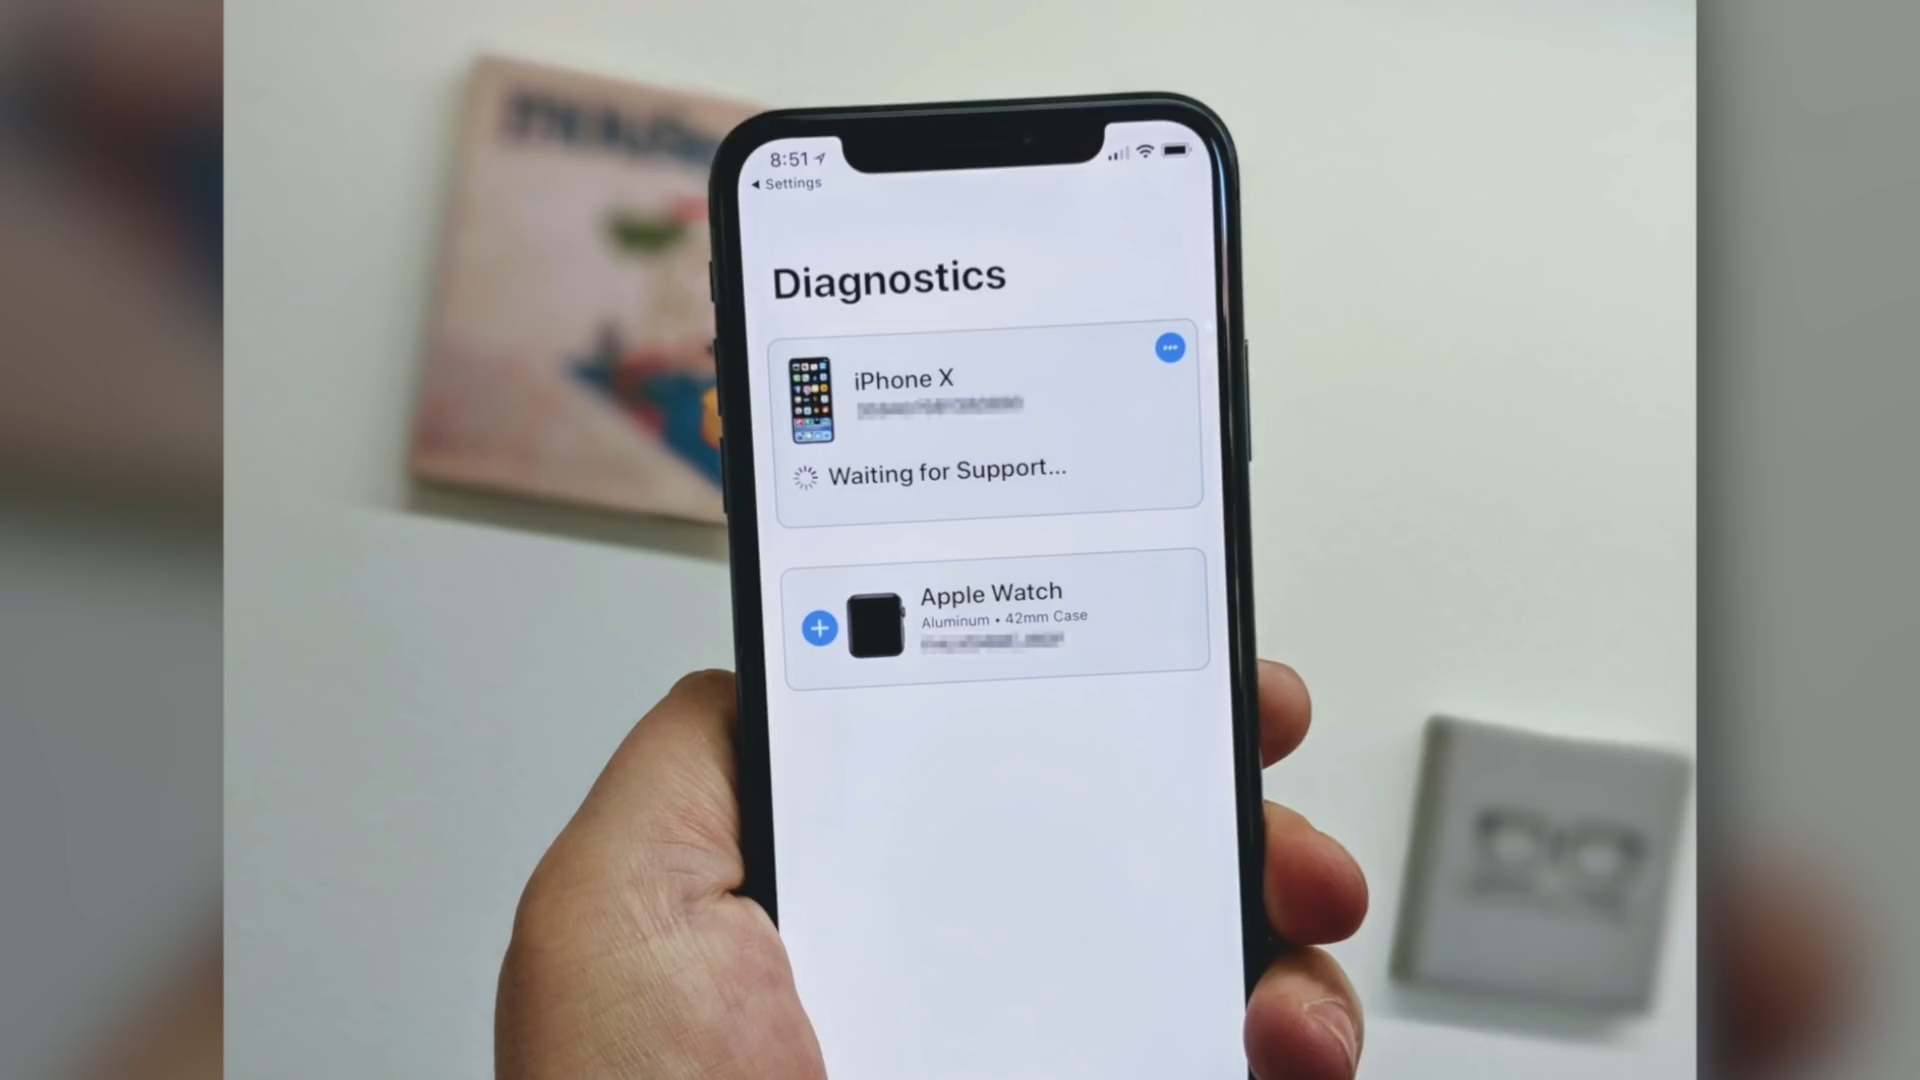 8:51
◂ Settings
Diagnostics
iPhone X
Waiting for Support...
Apple Watch
Aluminum • 42mm Case